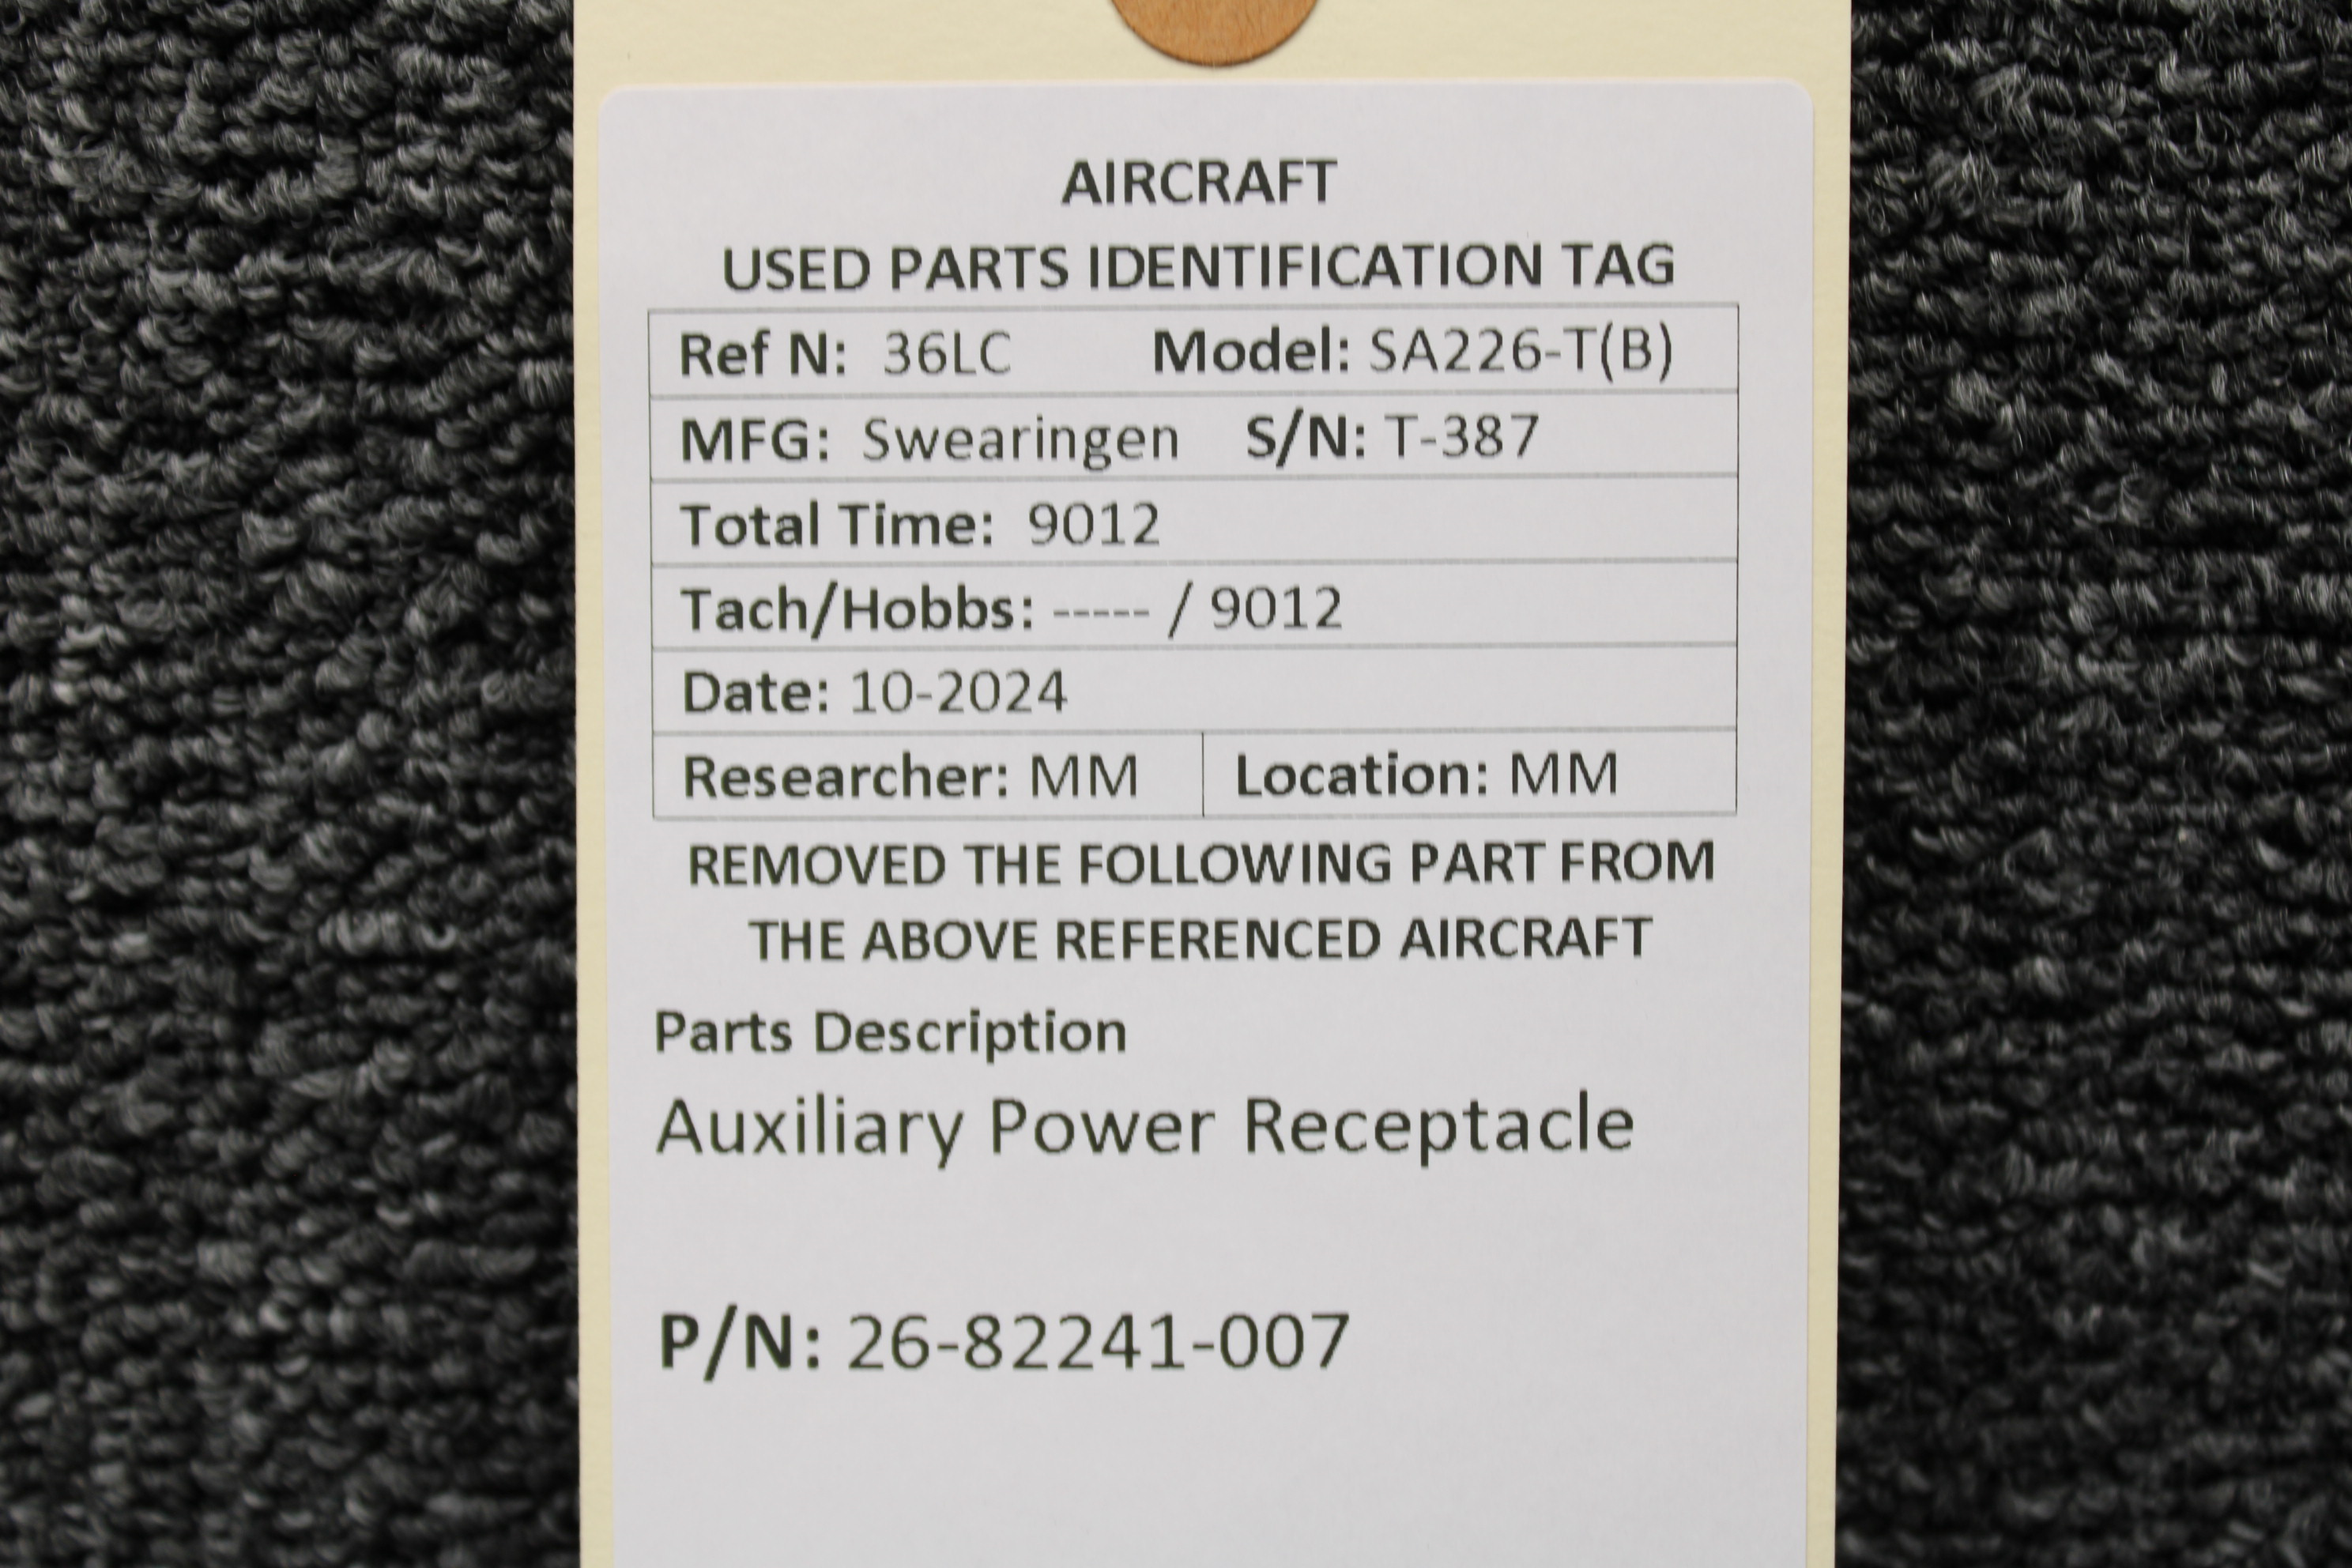 AIRCRAFT
USED PARTS IDENTIFICATION TAG
Ref N: 36LC Model: SA226-T(B)
MFG: Swearingen S/N: T-387
Total Time: 9012
Tach/Hobbs: ----- / 9012
Date: 10-2024
Researcher: MM Location: MM
REMOVED THE FOLLOWING PART FROM
THE ABOVE REFERENCED AIRCRAFT
Parts Description
Auxiliary Power Receptacle
P/N: 26-82241-007